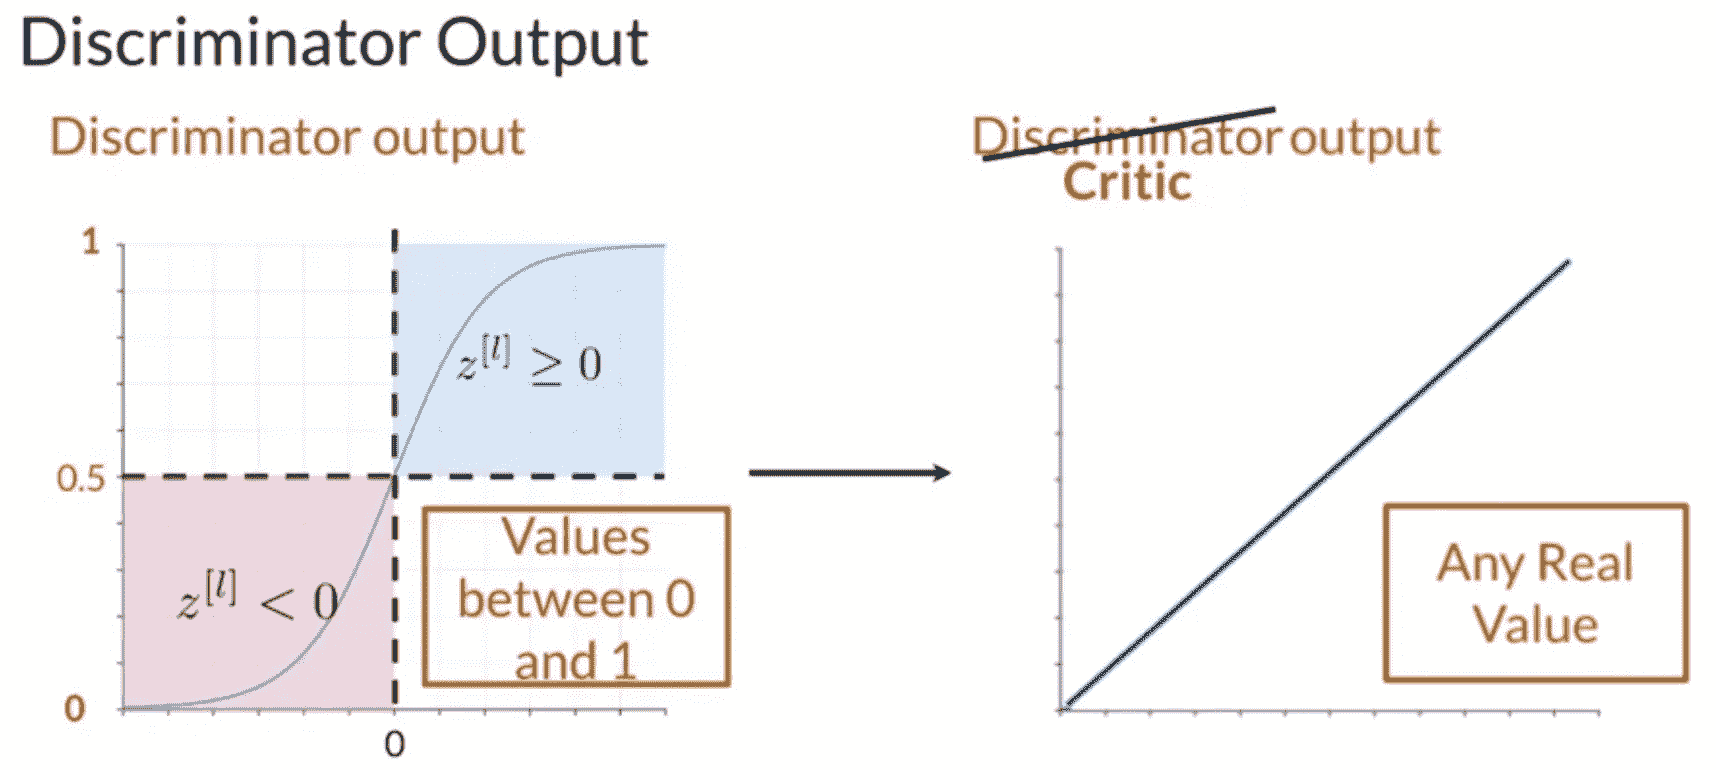 Discriminator Output
Discriminator output
1
0.5
0
0
z^{[l]} ≥ 0
z^{[l]} < 0
Values
between 0
and 1
Discriminator output
Critic
Any Real
Value